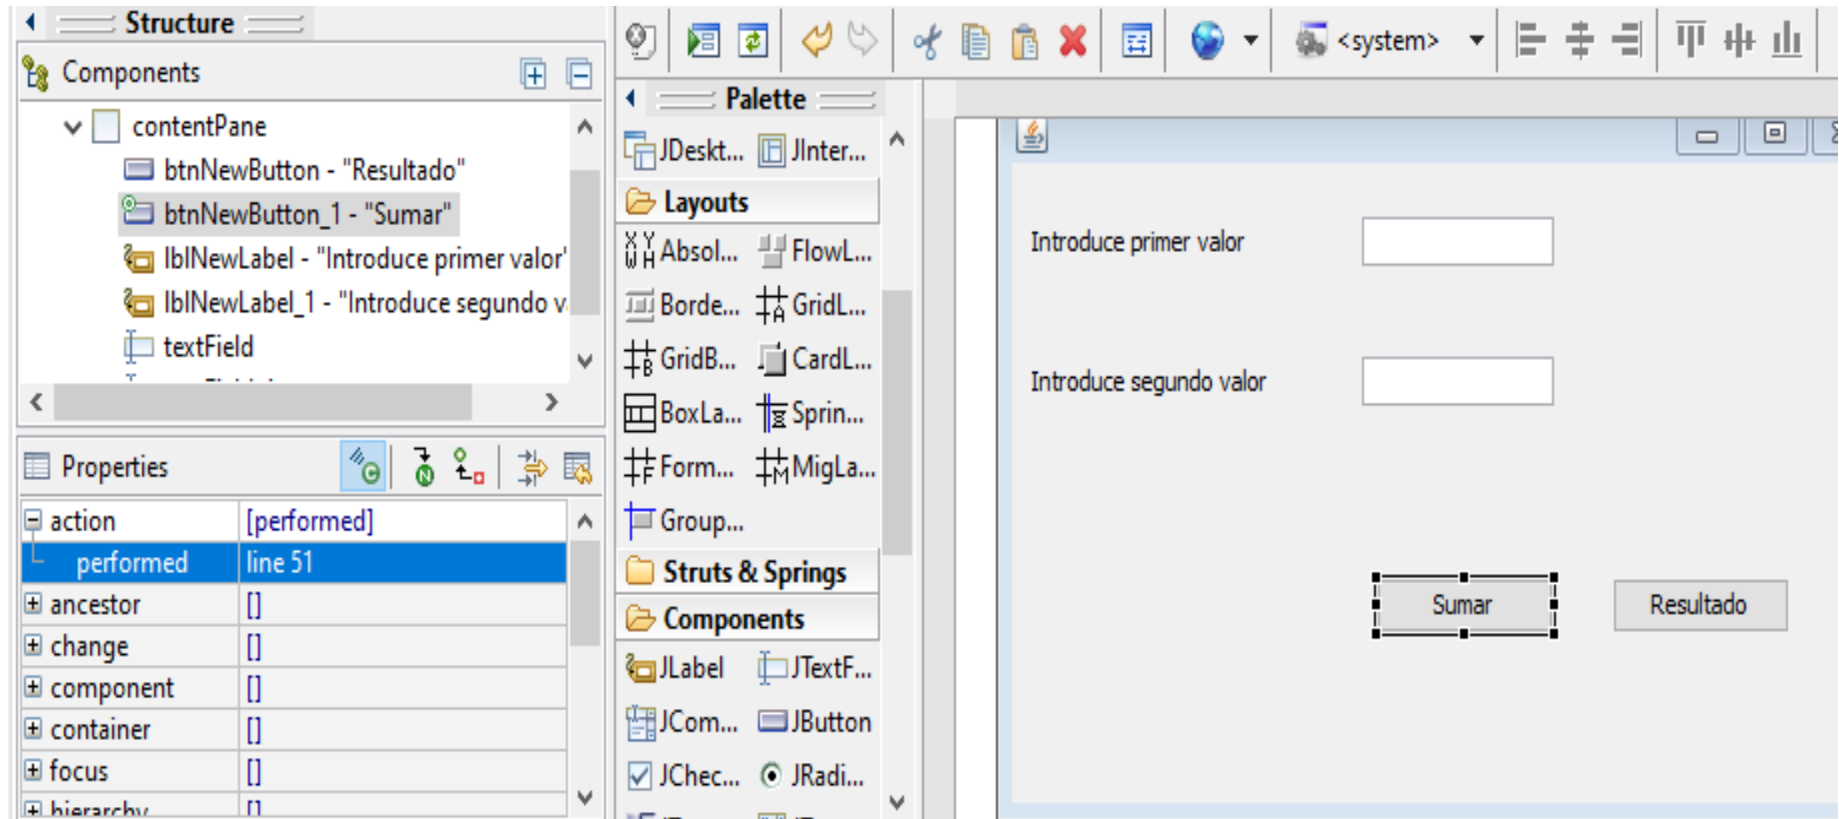 Structure
Components
contentPane
btnNewButton - "Resultado"
btnNewButton_1 - "Sumar"
lblNewLabel - "Introduce primer valor"
lblNewLabel_1 - "Introduce segundo v
textField
Properties
action [performed]
performed line 51
ancestor []
change []
component []
container []
focus []
hierarchy []
<system>
Palette
JDeskt... JInter...
Layouts
Absol... FlowL...
Borde... GridL...
GridB... CardL...
BoxLa... Sprin...
Form... MigLa...
Group...
Struts & Springs
Components
JLabel JTextF...
JCom... JButton
JChec... JRadi...
Introduce primer valor
Introduce segundo valor
Sumar Resultado